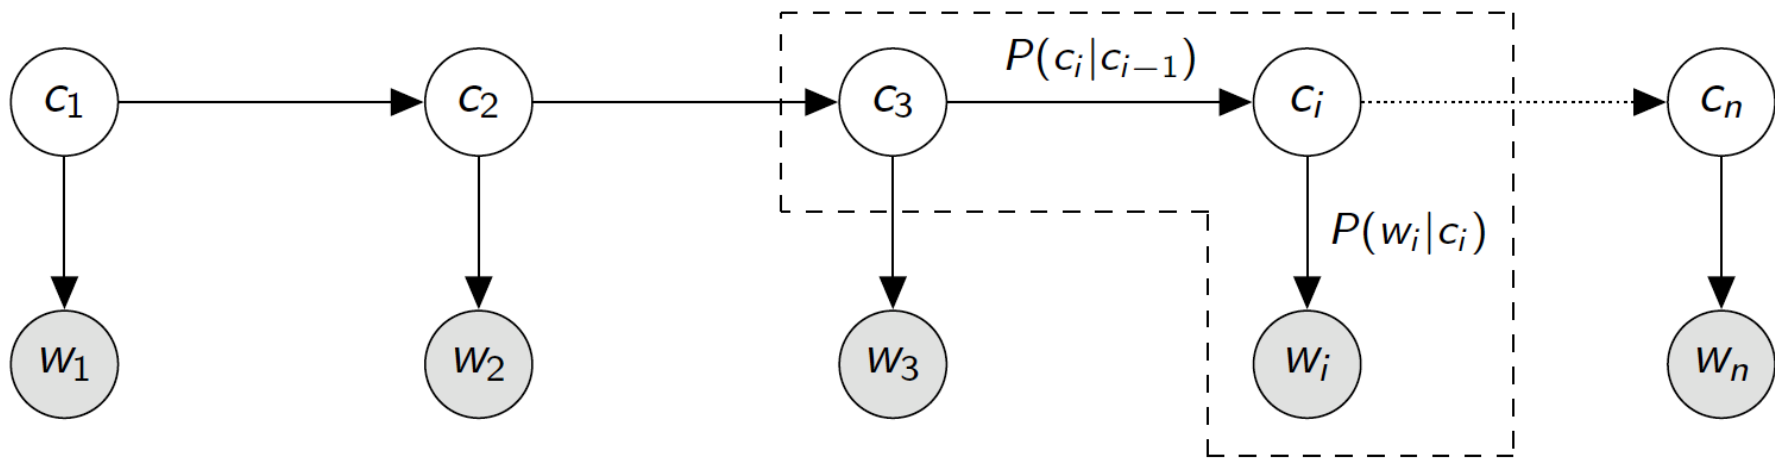 P(cᵢ|cᵢ₋₁)
c₁ c₂ c₃ cᵢ cₙ
P(wᵢ|cᵢ)
w₁ w₂ w₃ wᵢ wₙ